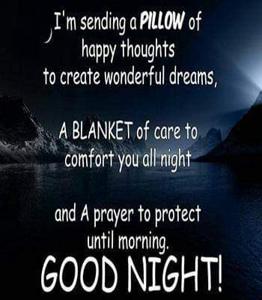 I'm sending a PILLOW of
happy thoughts
to create wonderful dreams,
A BLANKET of care to
comfort you all night
and A prayer to protect
until morning.
GOOD NIGHT!